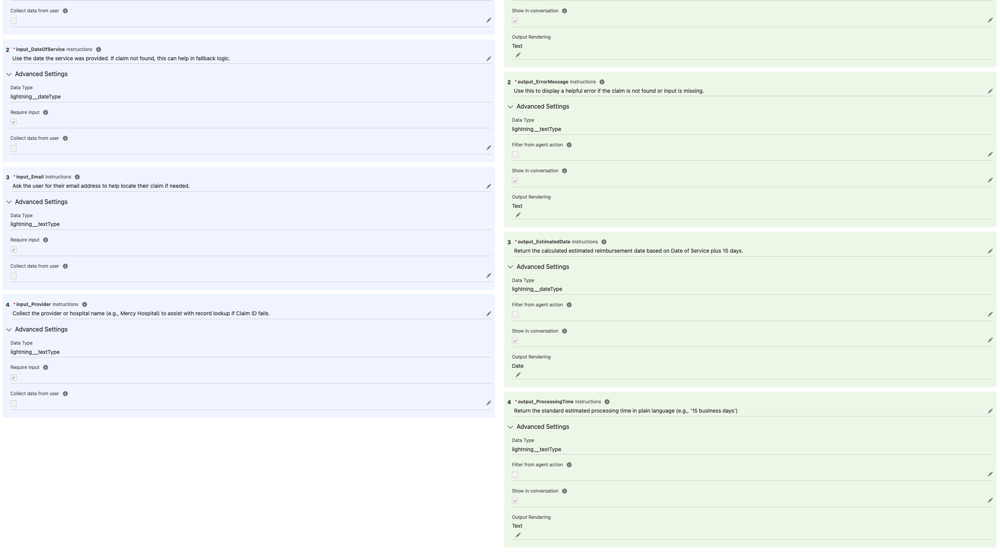 Collect data from user
2 *input_DateOfService Instructions
Use the date the service was provided. If claim not found, this can help in fallback logic.
Advanced Settings
Data Type
lightning__dateType
Require input
Collect data from user
3 *input_Email Instructions
Ask the user for their email address to help locate their claim if needed.
Advanced Settings
Data Type
lightning__textType
Require input
Collect data from user
4 *input_Provider Instructions
Collect the provider or hospital name (e.g., Mercy Hospital) to assist with record lookup if Claim ID fails.
Advanced Settings
Data Type
lightning__textType
Require input
Collect data from user
Show in conversation
Output Rendering
Text
2 *output_ErrorMessage Instructions
Use this to display a helpful error if the claim is not found or input is missing.
Advanced Settings
Data Type
lightning__textType
Filter from agent action
Show in conversation
Output Rendering
Text
3 *output_EstimatedDate Instructions
Return the calculated estimated reimbursement date based on Date of Service plus 15 days.
Advanced Settings
Data Type
lightning__dateType
Filter from agent action
Show in conversation
Output Rendering
Date
4 *output_ProcessingTime Instructions
Return the standard estimated processing time in plain language (e.g., '15 business days')
Advanced Settings
Data Type
lightning__textType
Filter from agent action
Show in conversation
Output Rendering
Text